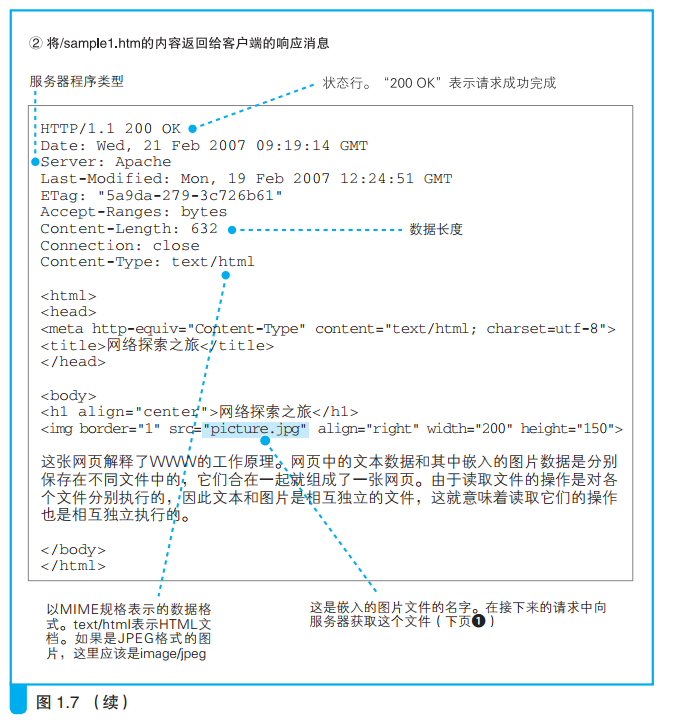 ② 将/sample1.htm的内容返回给客户端的响应消息
服务器程序类型
状态行。“200 OK”表示请求成功完成
HTTP/1.1 200 OK
Date: Wed, 21 Feb 2007 09:19:14 GMT
Server: Apache
Last-Modified: Mon, 19 Feb 2007 12:24:51 GMT
ETag: "5a9da-279-3c726b61"
Accept-Ranges: bytes
Content-Length: 632
数据长度
Connection: close
Content-Type: text/html
<html>
<head>
<meta http-equiv="Content-Type" content="text/html; charset=utf-8">
<title>网络探索之旅</title>
</head>
<body>
<h1 align="center">网络探索之旅</h1>
<img border="1" src="picture.jpg" align="right" width="200" height="150">
这张网页解释了WWW的工作原理。网页中的文本数据和其中嵌入的图片数据是分别
保存在不同文件中的，它们合在一起就组成了一张网页。由于读取文件的操作是对各
个文件分别执行的，因此文本和图片是相互独立的文件，这就意味着读取它们的操作
也是相互独立执行的。
</body>
</html>
以MIME规格表示的数据格
式。text/html表示HTML文
档。如果是JPEG格式的图
片，这里应该是image/jpeg
这是嵌入的图片文件的名字。在接下来的请求中向
服务器获取这个文件（下页❶）
图 1.7 （续）